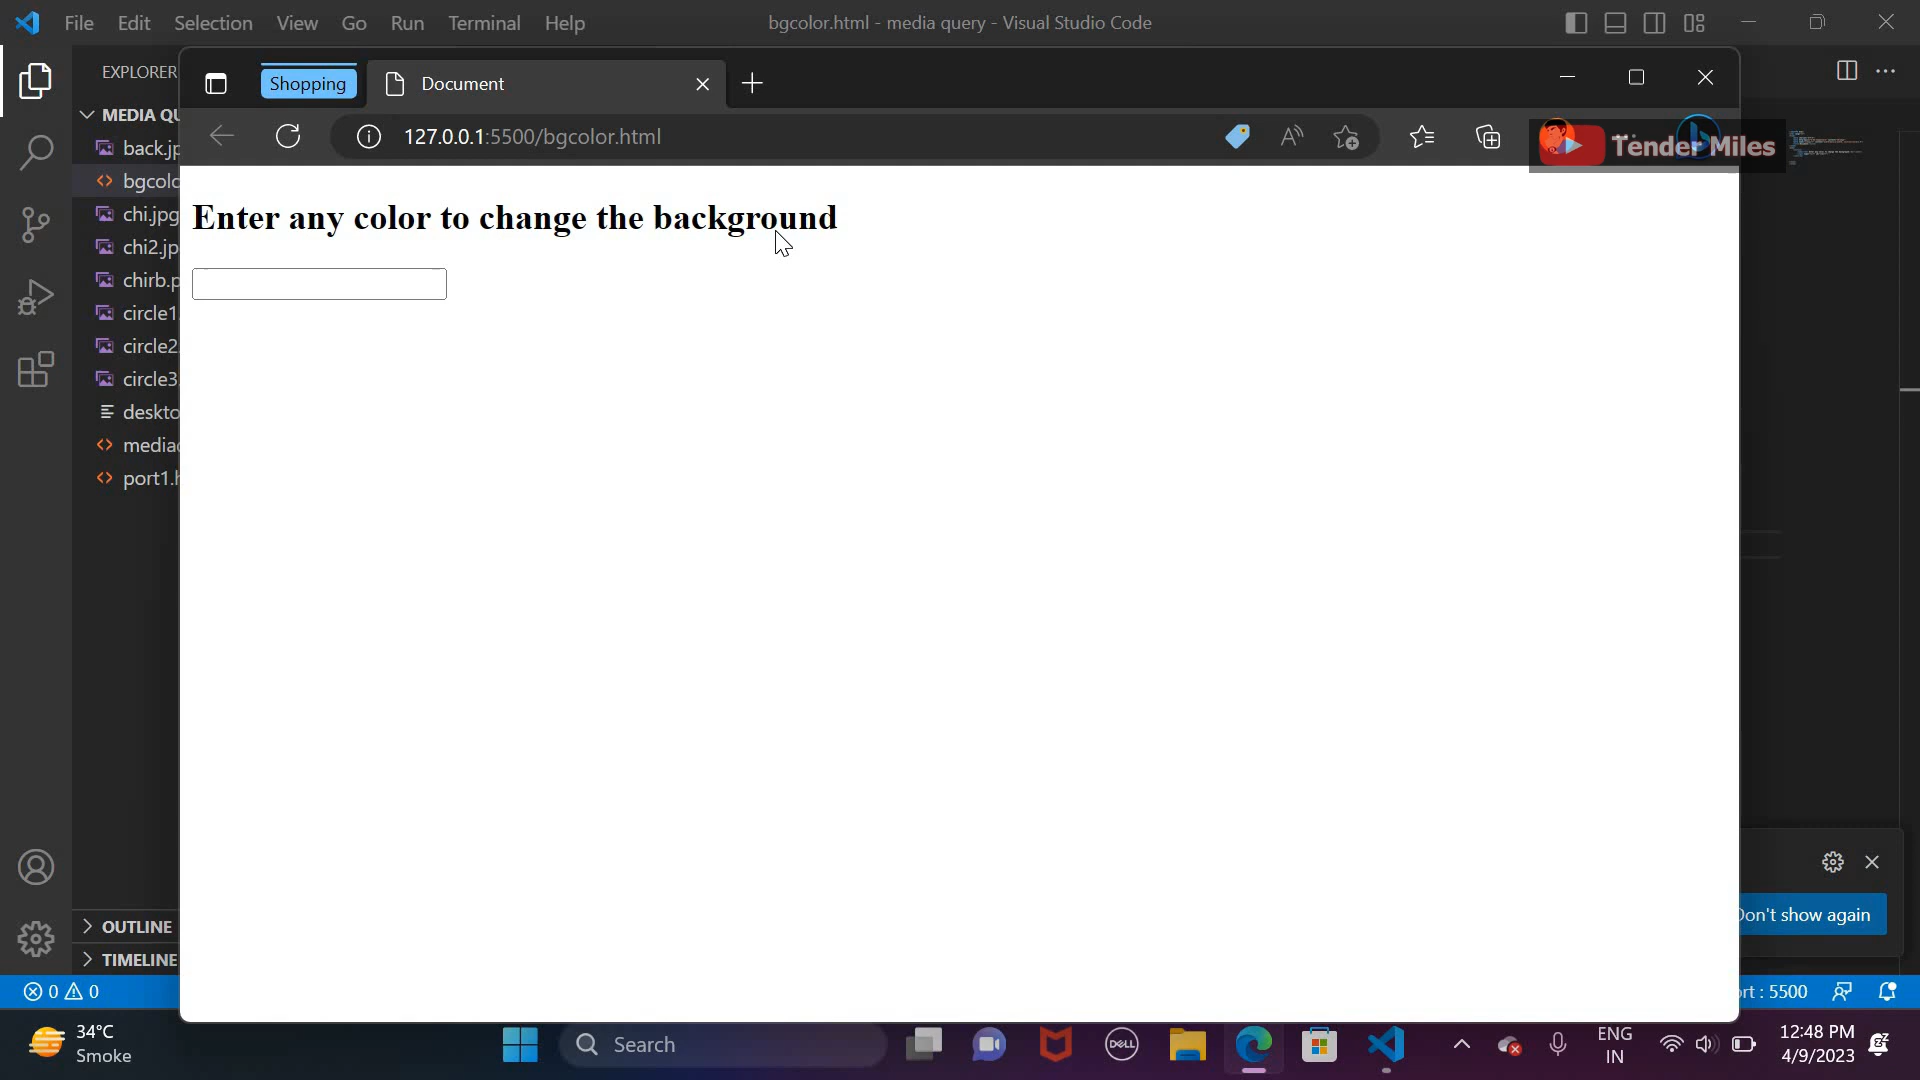 File Edit Selection View Go Run Terminal Help
bgcolor.html - media query - Visual Studio Code
EXPLORER
Shopping
Document
MEDIA QU
127.0.0.1:5500/bgcolor.html
Tender Miles
back.jp
bgcolo
chi.jpg
chi2.jp
chirb.p
circle1.
circle2.
circle3.
deskto
media
port1.h
Enter any color to change the background
OUTLINE
TIMELINE
Don't show again
0 0
ort : 5500
34°C
Smoke
Search
DELL
ENG
IN
12:48 PM
4/9/2023